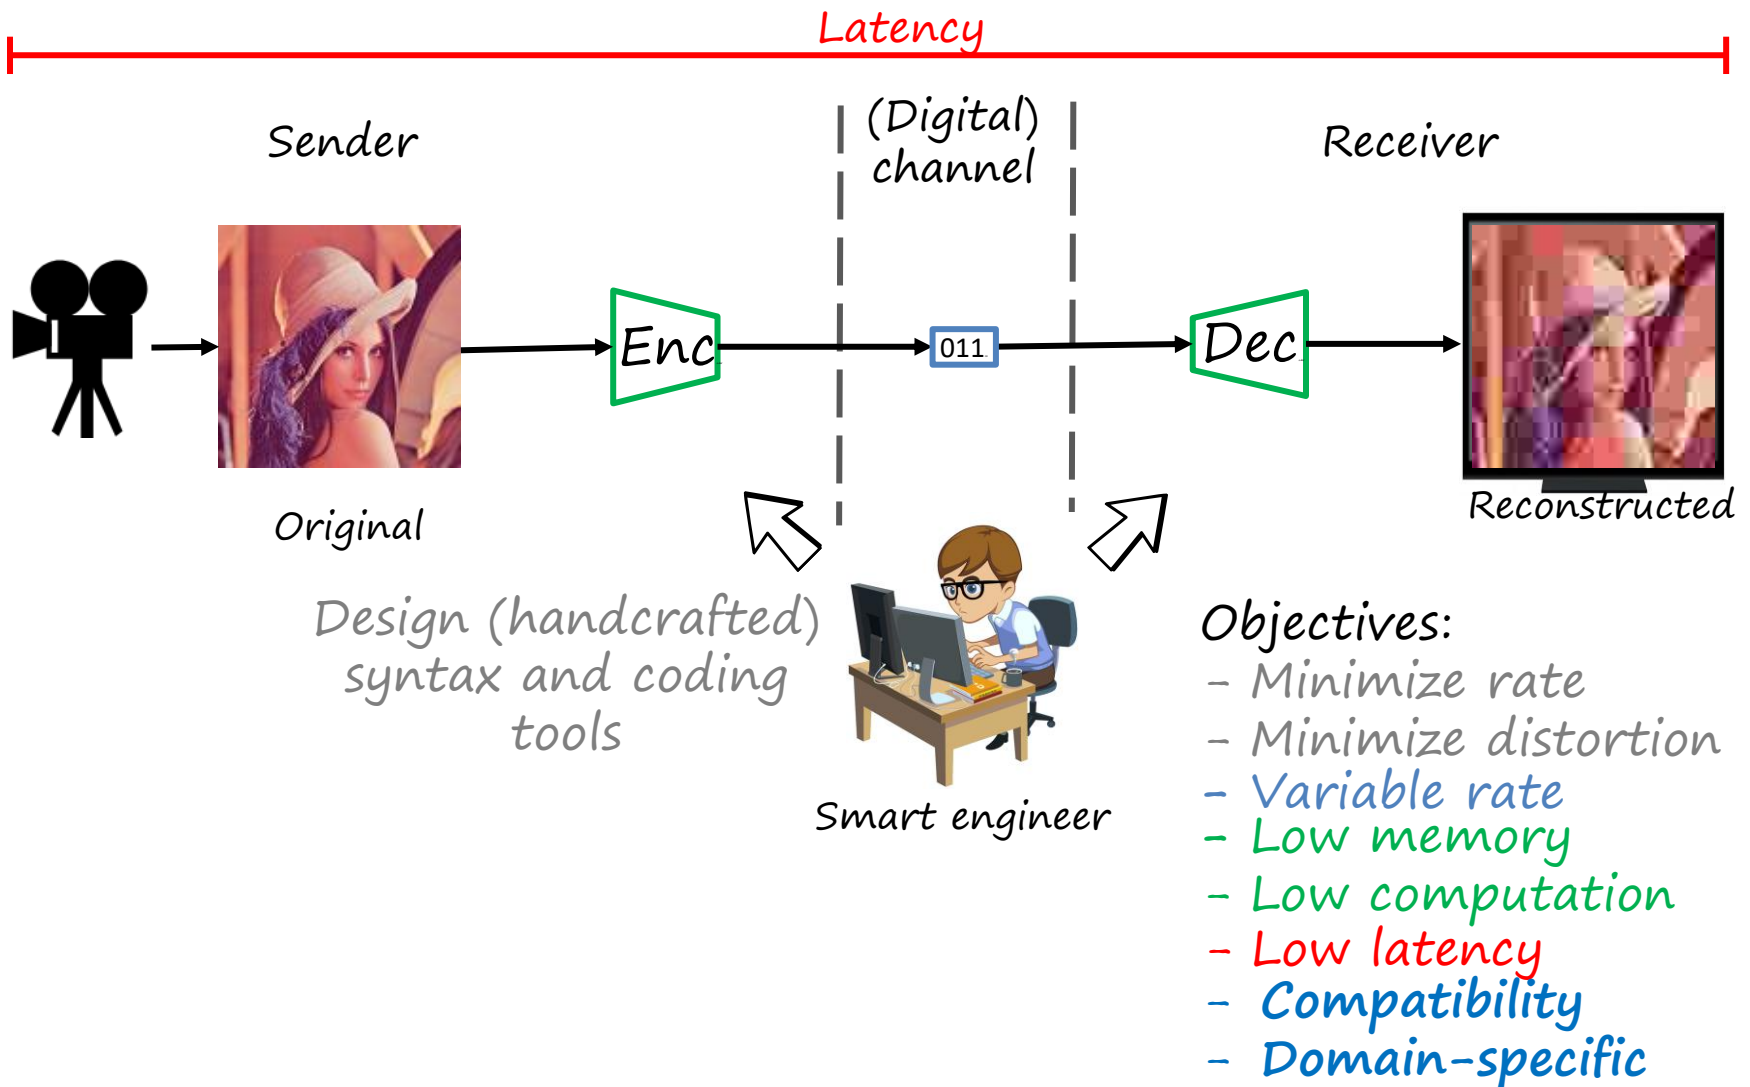 Latency
Sender
(Digital)
channel
Receiver
Enc
011
Dec
Original
Reconstructed
Design (handcrafted)
syntax and coding
tools
Smart engineer
Objectives:
- Minimize rate
- Minimize distortion
- Variable rate
- Low memory
- Low computation
- Low latency
- Compatibility
- Domain-specific